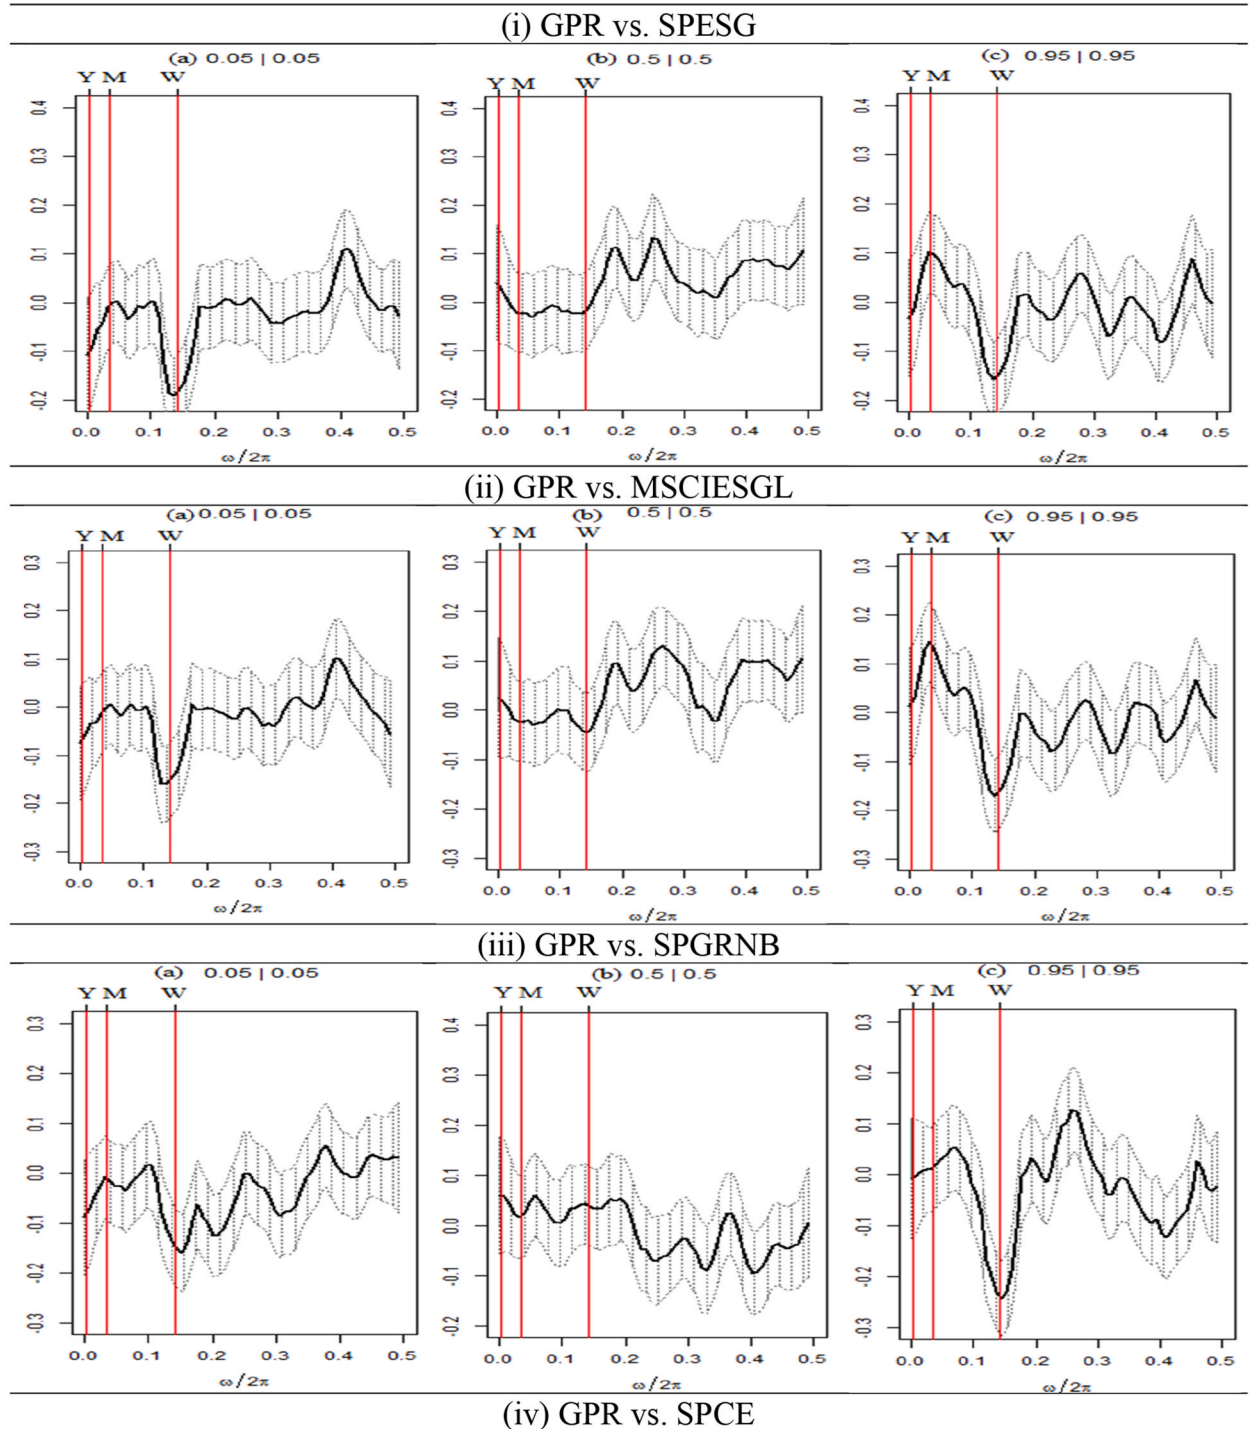 (i) GPR vs. SPESG
(a) 0.05 | 0.05
(b) 0.5 | 0.5
(c) 0.95 | 0.95
Y M W
Y M W
Y M W
0.4 0.3 0.2 0.1 0.0 -0.1 -0.2
0.4 0.3 0.2 0.1 0.0 -0.1 -0.2
0.4 0.3 0.2 0.1 0.0 -0.1 -0.2
0.0 0.1 0.2 0.3 0.4 0.5
0.0 0.1 0.2 0.3 0.4 0.5
0.0 0.1 0.2 0.3 0.4 0.5
ω/2π
ω/2π
ω/2π
(ii) GPR vs. MSCIESGL
(a) 0.05 | 0.05
(b) 0.5 | 0.5
(c) 0.95 | 0.95
Y M W
Y M W
Y M W
0.3 0.2 0.1 0.0 -0.1 -0.2 -0.3
0.3 0.2 0.1 0.0 -0.1 -0.2 -0.3
0.3 0.2 0.1 0.0 -0.1 -0.2 -0.3
0.0 0.1 0.2 0.3 0.4 0.5
0.0 0.1 0.2 0.3 0.4 0.5
0.0 0.1 0.2 0.3 0.4 0.5
ω/2π
ω/2π
ω/2π
(iii) GPR vs. SPGRNB
(a) 0.05 | 0.05
(b) 0.5 | 0.5
(c) 0.95 | 0.95
Y M W
Y M W
Y M W
0.3 0.2 0.1 0.0 -0.1 -0.2 -0.3
0.4 0.3 0.2 0.1 0.0 -0.1 -0.2
0.3 0.2 0.1 0.0 -0.1 -0.2 -0.3
0.0 0.1 0.2 0.3 0.4 0.5
0.0 0.1 0.2 0.3 0.4 0.5
0.0 0.1 0.2 0.3 0.4 0.5
ω/2π
ω/2π
ω/2π
(iv) GPR vs. SPCE